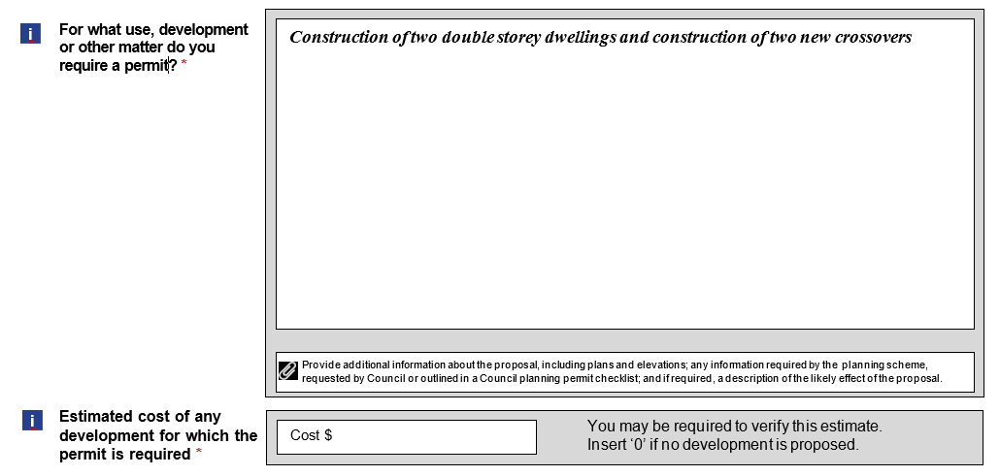 i
For what use, development
or other matter do you
require a permit? *
Construction of two double storey dwellings and construction of two new crossovers
Provide additional information about the proposal, including plans and elevations; any information required by the planning scheme,
requested by Council or outlined in a Council planning permit checklist; and if required, a description of the likely effect of the proposal.
i
Estimated cost of any
development for which the
permit is required *
Cost $
You may be required to verify this estimate.
Insert ‘0’ if no development is proposed.